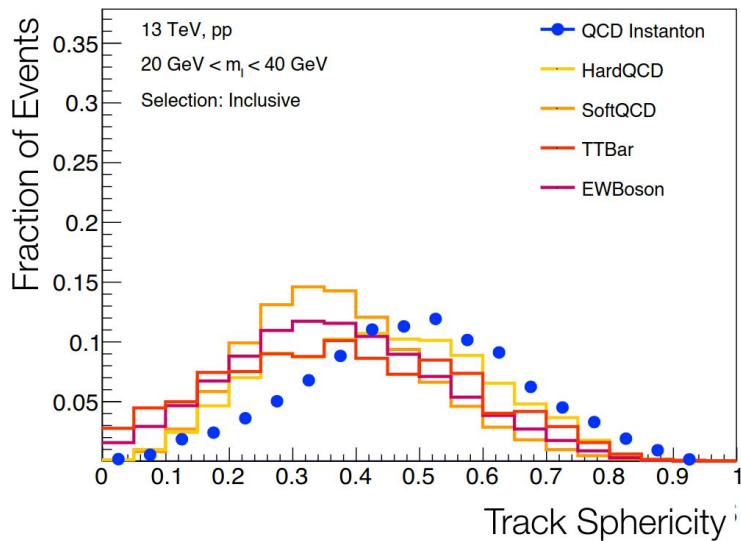 Fraction of Events
0.35
0.3
0.25
0.2
0.15
0.1
0.05
13 TeV, pp
20 GeV < m_I < 40 GeV
Selection: Inclusive
QCD Instanton
HardQCD
SoftQCD
TTBar
EWBoson
0 0.1 0.2 0.3 0.4 0.5 0.6 0.7 0.8 0.9 1
Track Sphericity